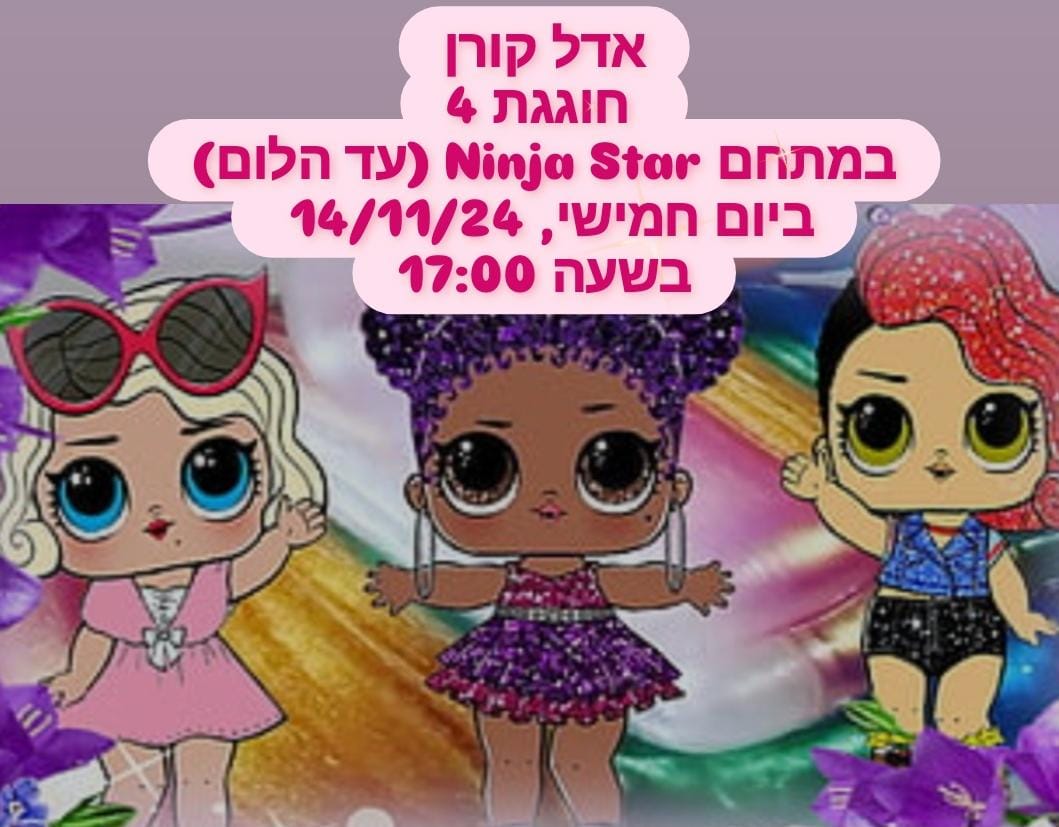 אדל קורן
חוגגת 4
במתחם Ninja Star (עד הלום)
ביום חמישי, 14/11/24
בשעה 17:00